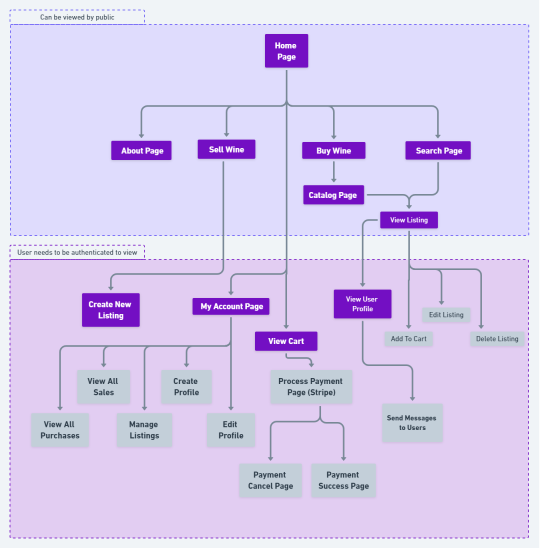 Can be viewed by public
Home
Page
About Page
Sell Wine
Buy Wine
Search Page
Catalog Page
View Listing
User needs to be authenticated to view
Create New
Listing
My Account Page
View User
Profile
Edit Listing
View Cart
Add To Cart
Delete Listing
View All
Sales
Create
Profile
Process Payment
Page (Stripe)
View All
Purchases
Manage
Listings
Edit
Profile
Send Messages
to Users
Payment
Cancel Page
Payment
Success Page